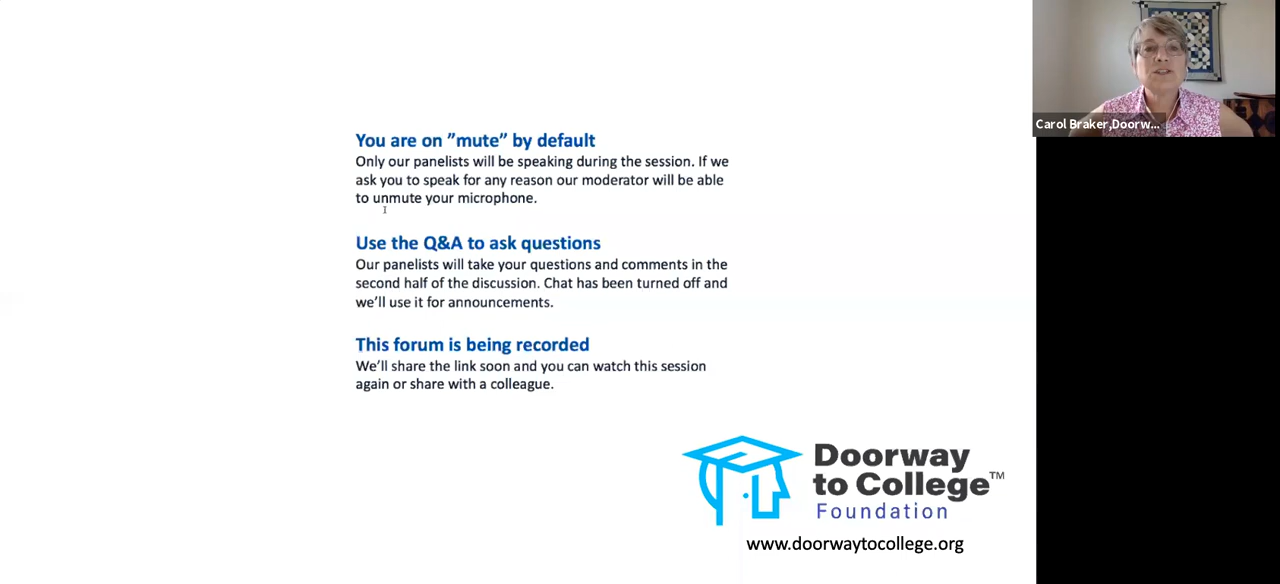 You are on ”mute” by default
Only our panelists will be speaking during the session. If we
ask you to speak for any reason our moderator will be able
to unmute your microphone.
Use the Q&A to ask questions
Our panelists will take your questions and comments in the
second half of the discussion. Chat has been turned off and
we’ll use it for announcements.
This forum is being recorded
We’ll share the link soon and you can watch this session
again or share with a colleague.
Doorway
to College™
Foundation
www.doorwaytocollege.org
Carol Braker,Doorw...